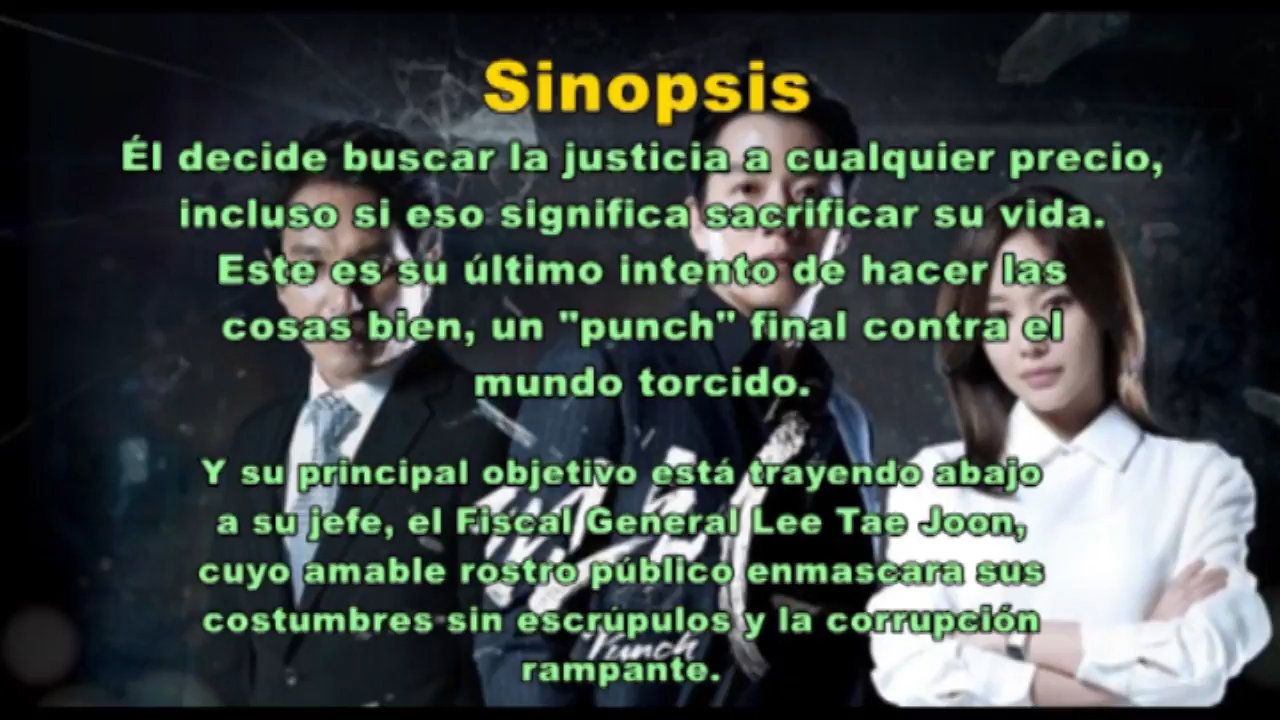 Sinopsis
Él decide buscar la justicia a cualquier precio,
incluso si eso significa sacrificar su vida.
Este es su último intento de hacer las
cosas bien, un "punch" final contra el
mundo torcido.
Y su principal objetivo está trayendo abajo
a su jefe, el Fiscal General Lee Tae Joon,
cuyo amable rostro público enmascara sus
costumbres sin escrúpulos y la corrupción
Punch
rampante.